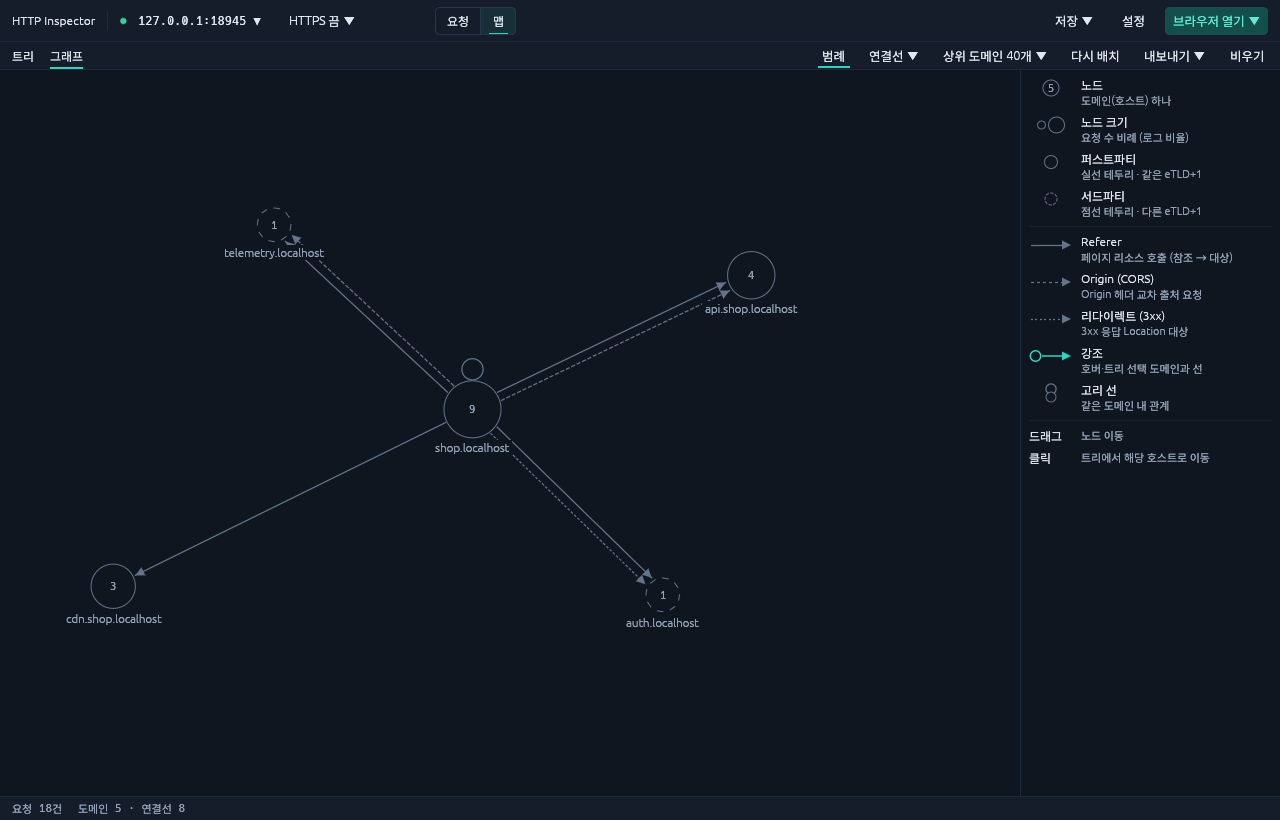 HTTP Inspector
127.0.0.1:18945 ▼
HTTPS 끔 ▼
요청
맵
저장 ▼
설정
브라우저 열기 ▼
트리
그래프
범례
연결선 ▼
상위 도메인 40개 ▼
다시 배치
내보내기 ▼
비우기
1
telemetry.localhost
4
api.shop.localhost
9
shop.localhost
3
cdn.shop.localhost
1
auth.localhost
5
노드
도메인(호스트) 하나
노드 크기
요청 수 비례 (로그 비율)
퍼스트파티
실선 테두리 · 같은 eTLD+1
서드파티
점선 테두리 · 다른 eTLD+1
Referer
페이지 리소스 호출 (참조 → 대상)
Origin (CORS)
Origin 헤더 교차 출처 요청
리다이렉트 (3xx)
3xx 응답 Location 대상
강조
호버·트리 선택 도메인과 선
고리 선
같은 도메인 내 관계
드래그 노드 이동
클릭 트리에서 해당 호스트로 이동
요청 18건 도메인 5 · 연결선 8